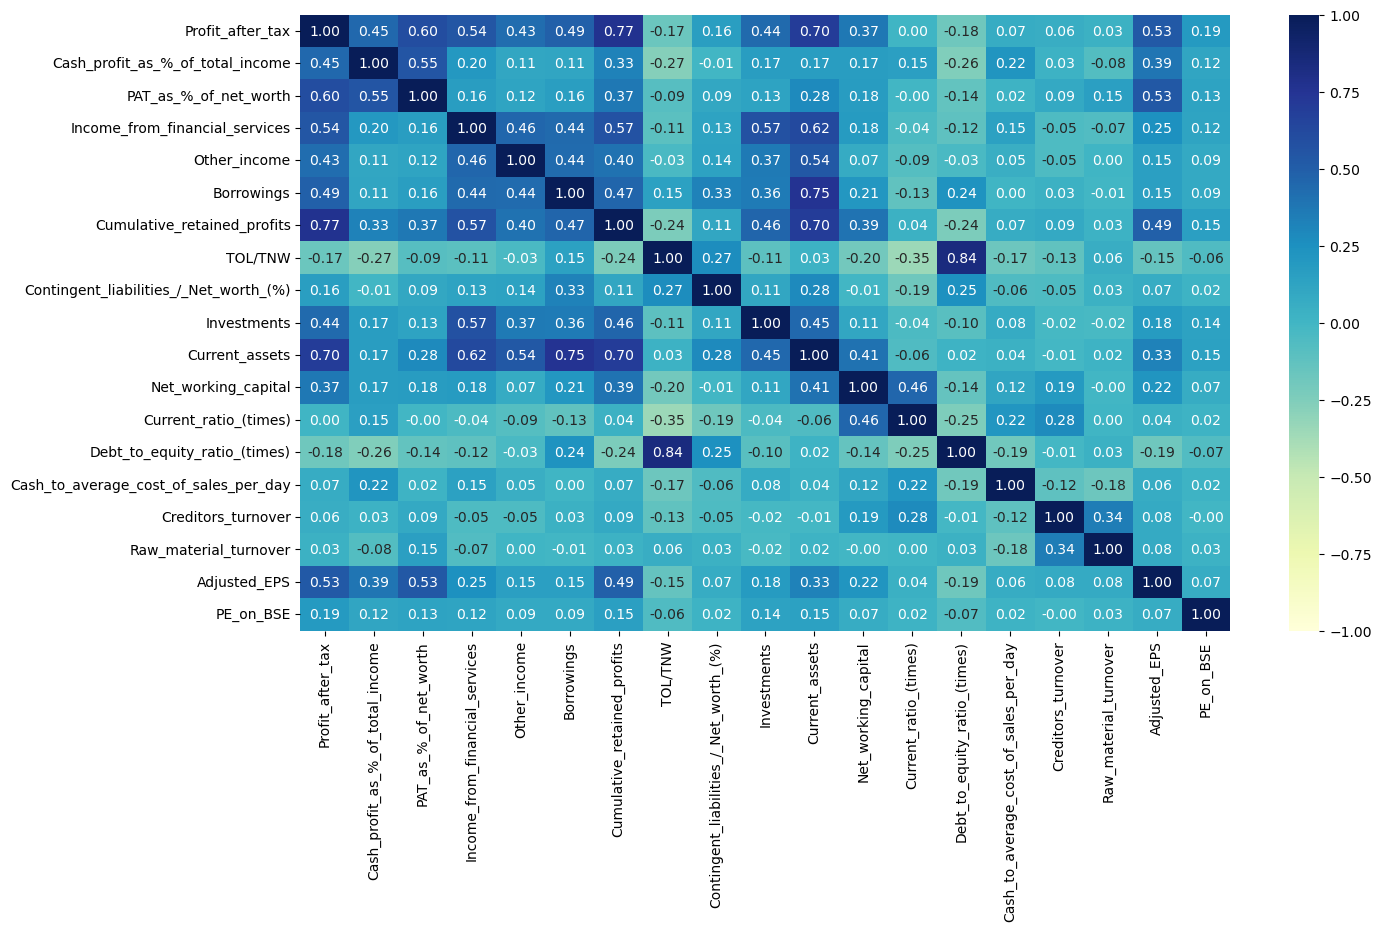 Profit_after_tax 1.00 0.45 0.60 0.54 0.43 0.49 0.77 -0.17 0.16 0.44 0.70 0.37 0.00 -0.18 0.07 0.06 0.03 0.53 0.19
Cash_profit_as_%_of_total_income 0.45 1.00 0.55 0.20 0.11 0.11 0.33 -0.27 -0.01 0.17 0.17 0.17 0.15 -0.26 0.22 0.03 -0.08 0.39 0.12
PAT_as_%_of_net_worth 0.60 0.55 1.00 0.16 0.12 0.16 0.37 -0.09 0.09 0.13 0.28 0.18 -0.00 -0.14 0.02 0.09 0.15 0.53 0.13
Income_from_financial_services 0.54 0.20 0.16 1.00 0.46 0.44 0.57 -0.11 0.13 0.57 0.62 0.18 -0.04 -0.12 0.15 -0.05 -0.07 0.25 0.12
Other_income 0.43 0.11 0.12 0.46 1.00 0.44 0.40 -0.03 0.14 0.37 0.54 0.07 -0.09 -0.03 0.05 -0.05 0.00 0.15 0.09
Borrowings 0.49 0.11 0.16 0.44 0.44 1.00 0.47 0.15 0.33 0.36 0.75 0.21 -0.13 0.24 0.00 0.03 -0.01 0.15 0.09
Cumulative_retained_profits 0.77 0.33 0.37 0.57 0.40 0.47 1.00 -0.24 0.11 0.46 0.70 0.39 0.04 -0.24 0.07 0.09 0.03 0.49 0.15
TOL/TNW -0.17 -0.27 -0.09 -0.11 -0.03 0.15 -0.24 1.00 0.27 -0.11 0.03 -0.20 -0.35 0.84 -0.17 -0.13 0.06 -0.15 -0.06
Contingent_liabilities_/_Net_worth_(%) 0.16 -0.01 0.09 0.13 0.14 0.33 0.11 0.27 1.00 0.11 0.28 -0.01 -0.19 0.25 -0.06 -0.05 0.03 0.07 0.02
Investments 0.44 0.17 0.13 0.57 0.37 0.36 0.46 -0.11 0.11 1.00 0.45 0.11 -0.04 -0.10 0.08 -0.02 -0.02 0.18 0.14
Current_assets 0.70 0.17 0.28 0.62 0.54 0.75 0.70 0.03 0.28 0.45 1.00 0.41 -0.06 0.02 0.04 -0.01 0.02 0.33 0.15
Net_working_capital 0.37 0.17 0.18 0.18 0.07 0.21 0.39 -0.20 -0.01 0.11 0.41 1.00 0.46 -0.14 0.12 0.19 -0.00 0.22 0.07
Current_ratio_(times) 0.00 0.15 -0.00 -0.04 -0.09 -0.13 0.04 -0.35 -0.19 -0.04 -0.06 0.46 1.00 -0.25 0.22 0.28 0.00 0.04 0.02
Debt_to_equity_ratio_(times) -0.18 -0.26 -0.14 -0.12 -0.03 0.24 -0.24 0.84 0.25 -0.10 0.02 -0.14 -0.25 1.00 -0.19 -0.01 0.03 -0.19 -0.07
Cash_to_average_cost_of_sales_per_day 0.07 0.22 0.02 0.15 0.05 0.00 0.07 -0.17 -0.06 0.08 0.04 0.12 0.22 -0.19 1.00 -0.12 -0.18 0.06 0.02
Creditors_turnover 0.06 0.03 0.09 -0.05 -0.05 0.03 0.09 -0.13 -0.05 -0.02 -0.01 0.19 0.28 -0.01 -0.12 1.00 0.34 0.08 -0.00
Raw_material_turnover 0.03 -0.08 0.15 -0.07 0.00 -0.01 0.03 0.06 0.03 -0.02 0.02 -0.00 0.00 0.03 -0.18 0.34 1.00 0.08 0.03
Adjusted_EPS 0.53 0.39 0.53 0.25 0.15 0.15 0.49 -0.15 0.07 0.18 0.33 0.22 0.04 -0.19 0.06 0.08 0.08 1.00 0.07
PE_on_BSE 0.19 0.12 0.13 0.12 0.09 0.09 0.15 -0.06 0.02 0.14 0.15 0.07 0.02 -0.07 0.02 -0.00 0.03 0.07 1.00
Profit_after_tax
Cash_profit_as_%_of_total_income
PAT_as_%_of_net_worth
Income_from_financial_services
Other_income
Borrowings
Cumulative_retained_profits
TOL/TNW
Contingent_liabilities_/_Net_worth_(%)
Investments
Current_assets
Net_working_capital
Current_ratio_(times)
Debt_to_equity_ratio_(times)
Cash_to_average_cost_of_sales_per_day
Creditors_turnover
Raw_material_turnover
Adjusted_EPS
PE_on_BSE
1.00
0.75
0.50
0.25
0.00
−0.25
−0.50
−0.75
−1.00